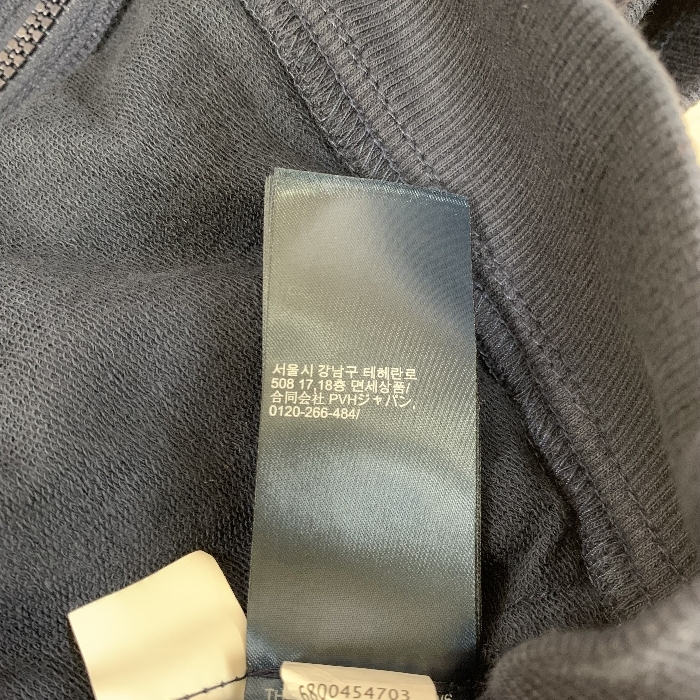 서울시 강남구 테헤란로
508 17,18층 면세상품/
合同会社 PVHジャパン,
0120-266-484/
6800454703